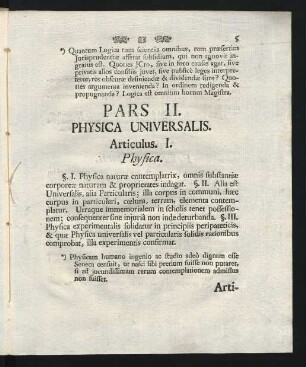 5
*) Quantum Logica tum scientiis omnibus, tum præsertim
Jurisprudentiæ afferat subsidium, qui non agnovit in-
gratus est. Quoties JCto, sive in foro causas agat, sive
privatis alios consiliis juvet, sive publicè leges interpre-
tetur, res obscuræ definiendæ & dividendæ sunt? Quo-
ties argumenta invenienda? In ordinem redigenda &
propugnanda? Logica est omnium horum Magistra.
PARS II.
PHYSICA UNIVERSALIS.
Articulus. I.
Physica.
§. I. Physica naturæ contemplatrix, omnis substantiæ
corporeæ naturam & proprietates indagat. §. II. Alia est
Universalis, alia Particularis; illa corpus in communi, hæc
corpus in particulari, cœlum, terram, elementa contem-
platur. Utraque immemorialem in scholis tenet possessio-
nem; consequenter sine injuriâ non inde deturbanda. §. III.
Physica experimentalis soliditur in principiis peripateticis,
& quæ Physica universalis vel particularis solidis rationibus
comprobat, illa experimentis confirmat.
*) Physicum humano ingenio ac studio adeò dignum esse
Seneca censuit, ut nasci sibi pretium fuisse non putaret,
si ad jucundissimam rerum contemplationem admissus
non fuisset.
Arti-